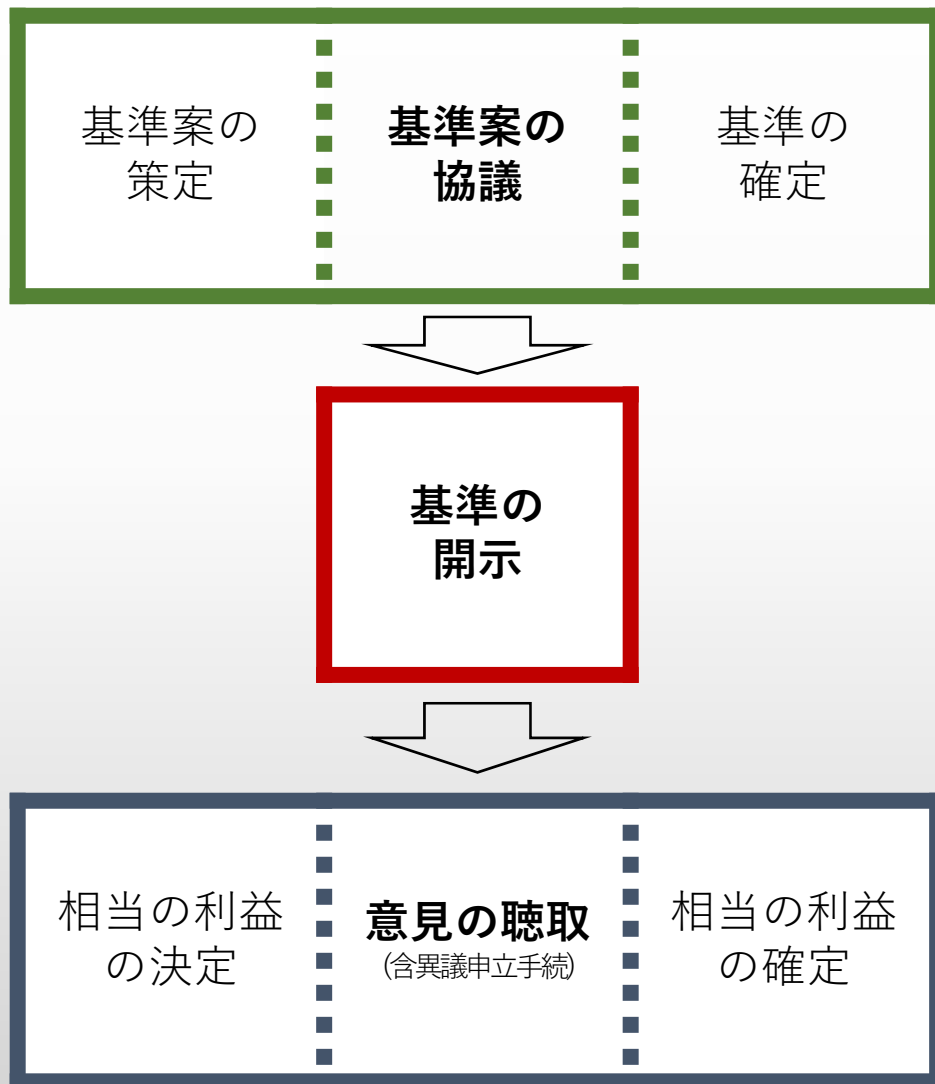 基準案の
策定
基準案の
協議
基準の
確定
基準の
開示
相当の利益
の決定
意見の聴取
(含異議申立手続)
相当の利益
の確定